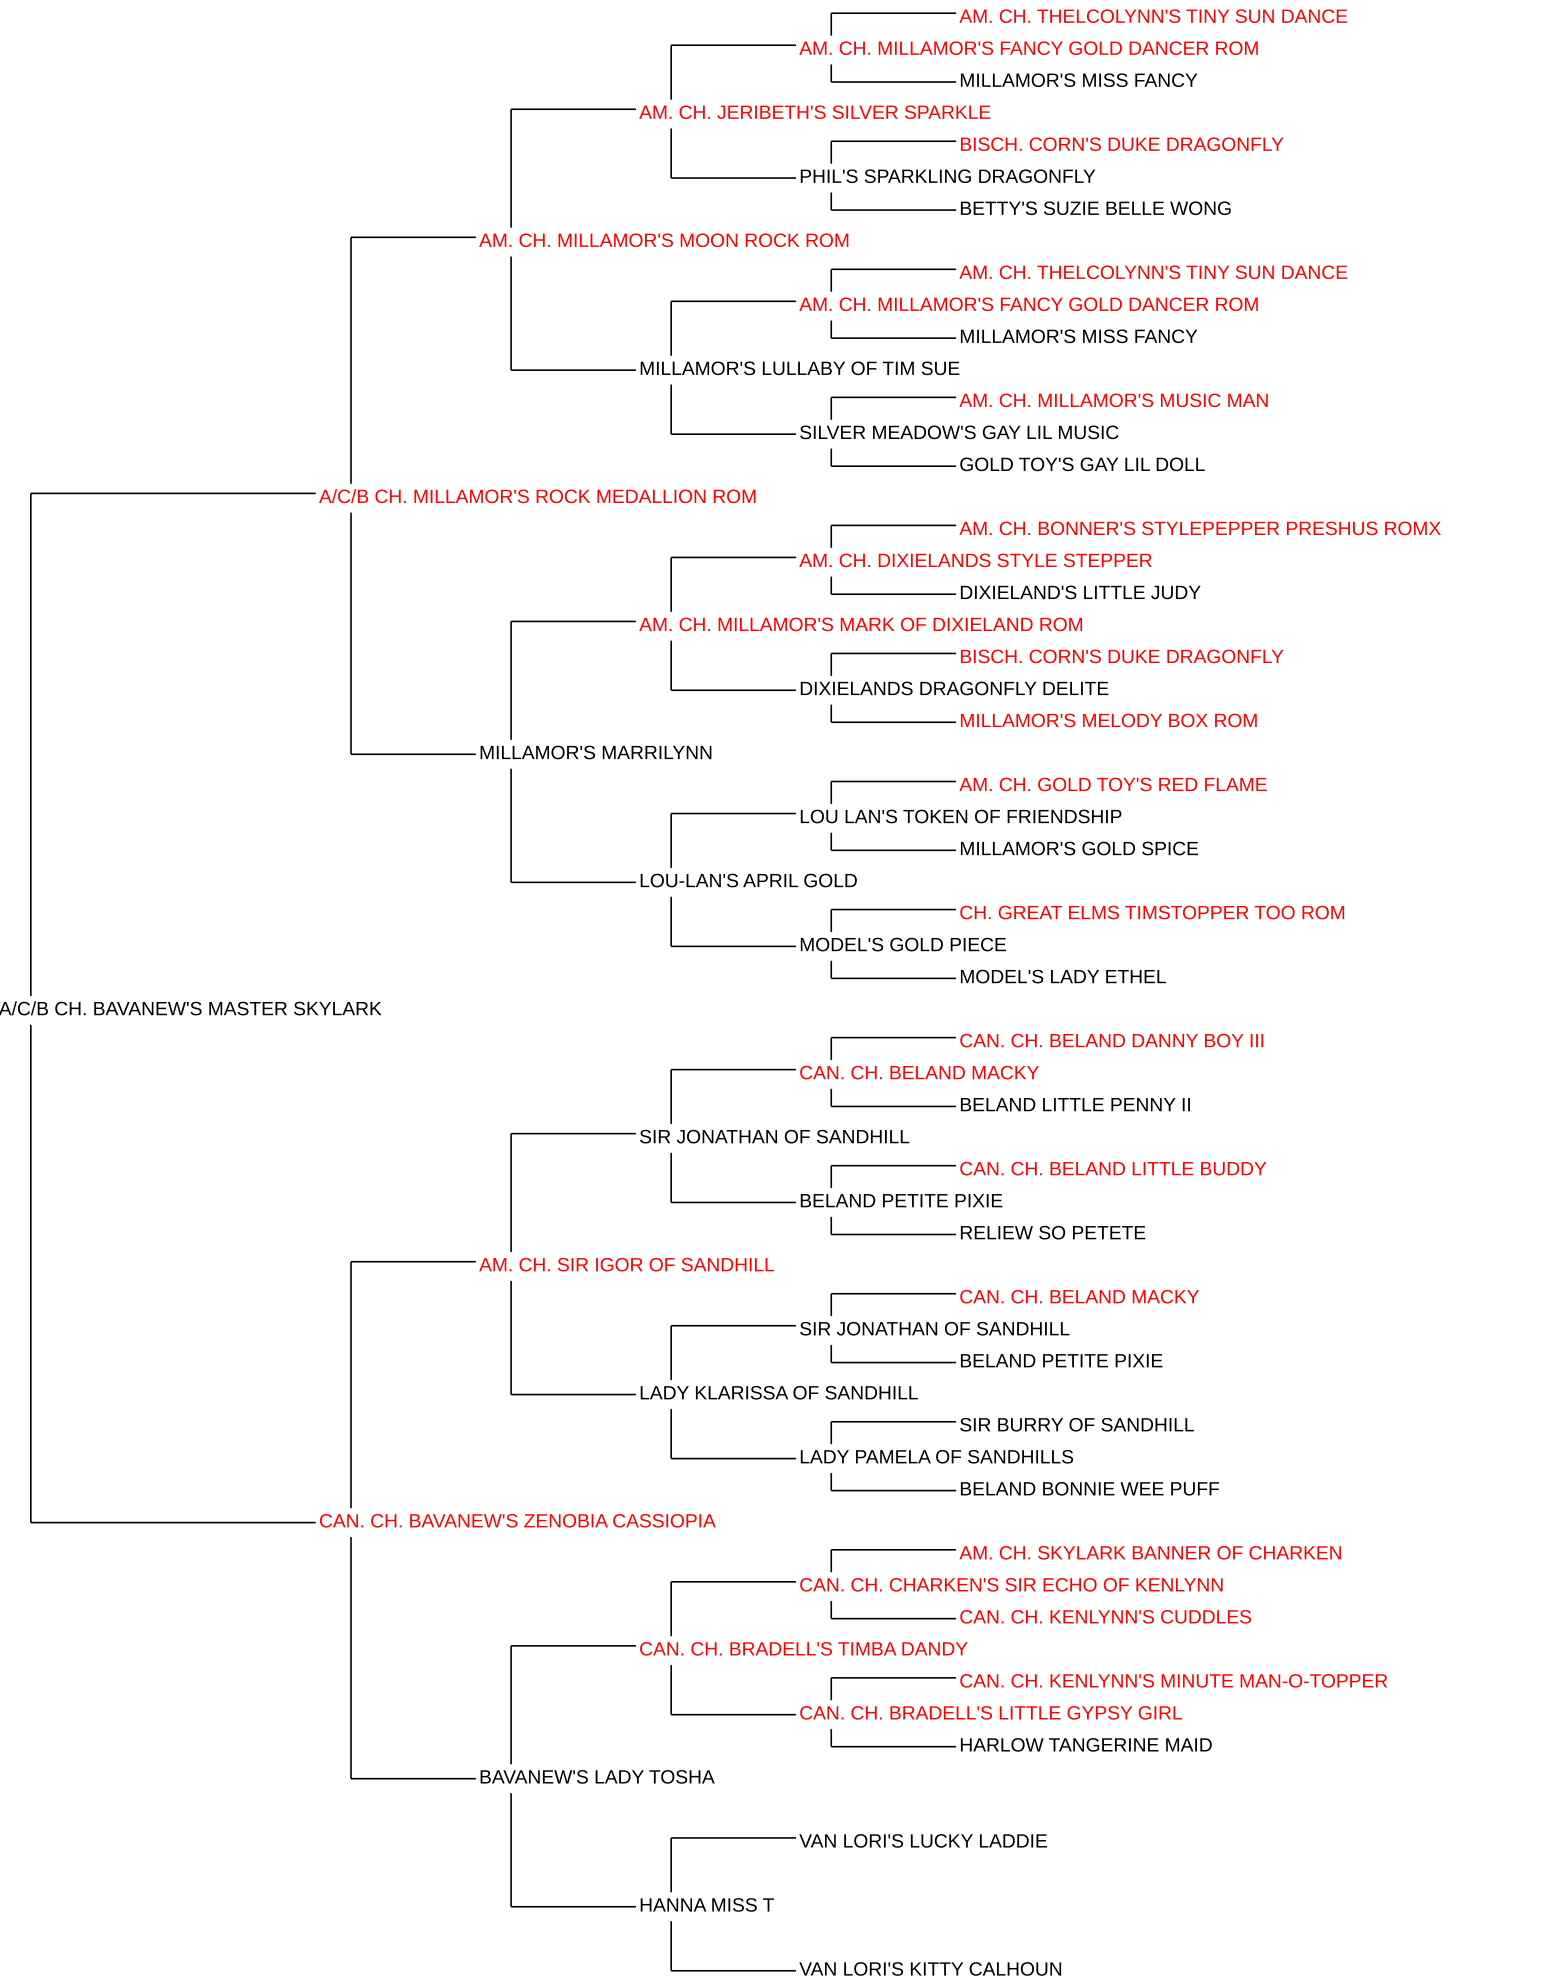 AM. CH. THELCOLYNN'S TINY SUN DANCE
AM. CH. MILLAMOR'S FANCY GOLD DANCER ROM
MILLAMOR'S MISS FANCY
AM. CH. JERIBETH'S SILVER SPARKLE
BISCH. CORN'S DUKE DRAGONFLY
PHIL'S SPARKLING DRAGONFLY
BETTY'S SUZIE BELLE WONG
AM. CH. MILLAMOR'S MOON ROCK ROM
AM. CH. THELCOLYNN'S TINY SUN DANCE
AM. CH. MILLAMOR'S FANCY GOLD DANCER ROM
MILLAMOR'S MISS FANCY
MILLAMOR'S LULLABY OF TIM SUE
AM. CH. MILLAMOR'S MUSIC MAN
SILVER MEADOW'S GAY LIL MUSIC
GOLD TOY'S GAY LIL DOLL
A/C/B CH. MILLAMOR'S ROCK MEDALLION ROM
AM. CH. BONNER'S STYLEPEPPER PRESHUS ROMX
AM. CH. DIXIELANDS STYLE STEPPER
DIXIELAND'S LITTLE JUDY
AM. CH. MILLAMOR'S MARK OF DIXIELAND ROM
BISCH. CORN'S DUKE DRAGONFLY
DIXIELANDS DRAGONFLY DELITE
MILLAMOR'S MELODY BOX ROM
MILLAMOR'S MARRILYNN
AM. CH. GOLD TOY'S RED FLAME
LOU LAN'S TOKEN OF FRIENDSHIP
MILLAMOR'S GOLD SPICE
LOU-LAN'S APRIL GOLD
CH. GREAT ELMS TIMSTOPPER TOO ROM
MODEL'S GOLD PIECE
MODEL'S LADY ETHEL
A/C/B CH. BAVANEW'S MASTER SKYLARK
CAN. CH. BELAND DANNY BOY III
CAN. CH. BELAND MACKY
BELAND LITTLE PENNY II
SIR JONATHAN OF SANDHILL
CAN. CH. BELAND LITTLE BUDDY
BELAND PETITE PIXIE
RELIEW SO PETETE
AM. CH. SIR IGOR OF SANDHILL
CAN. CH. BELAND MACKY
SIR JONATHAN OF SANDHILL
BELAND PETITE PIXIE
LADY KLARISSA OF SANDHILL
SIR BURRY OF SANDHILL
LADY PAMELA OF SANDHILLS
BELAND BONNIE WEE PUFF
CAN. CH. BAVANEW'S ZENOBIA CASSIOPIA
AM. CH. SKYLARK BANNER OF CHARKEN
CAN. CH. CHARKEN'S SIR ECHO OF KENLYNN
CAN. CH. KENLYNN'S CUDDLES
CAN. CH. BRADELL'S TIMBA DANDY
CAN. CH. KENLYNN'S MINUTE MAN-O-TOPPER
CAN. CH. BRADELL'S LITTLE GYPSY GIRL
HARLOW TANGERINE MAID
BAVANEW'S LADY TOSHA
VAN LORI'S LUCKY LADDIE
HANNA MISS T
VAN LORI'S KITTY CALHOUN